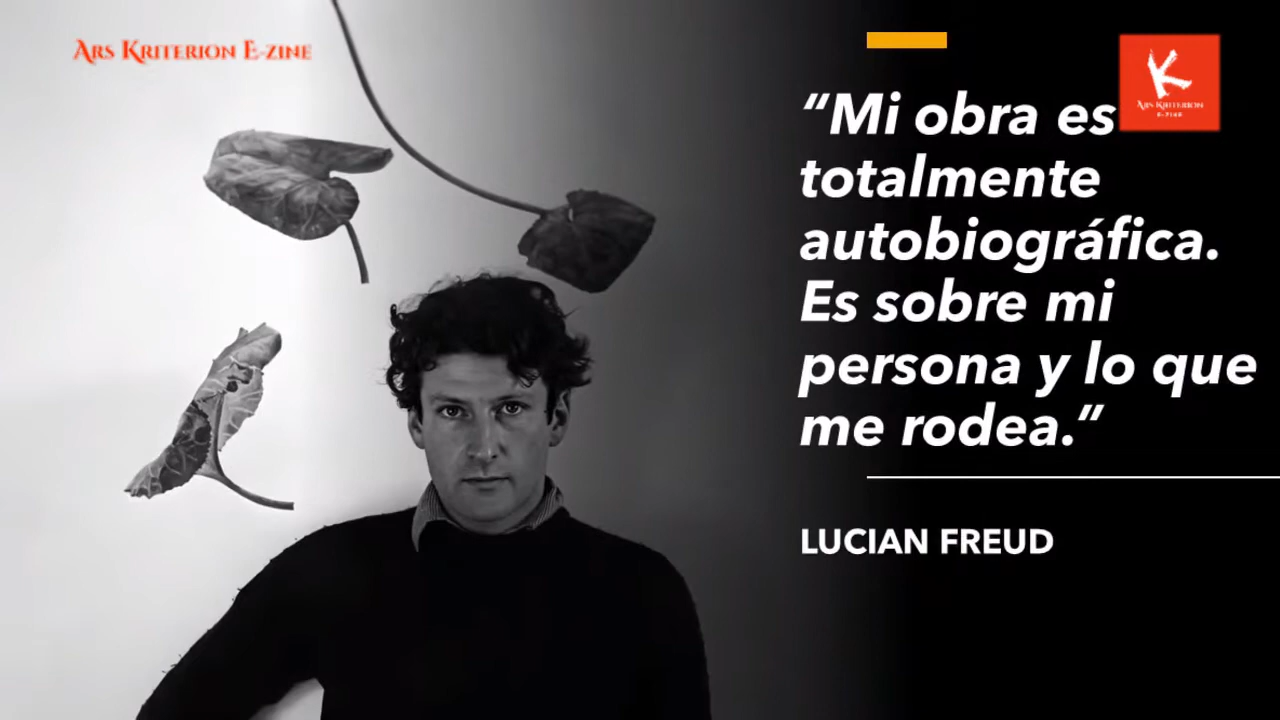 Ars Kriterion E-zine
“Mi obra es
totalmente
autobiográfica.
Es sobre mi
persona y lo que
me rodea.”
LUCIAN FREUD
K
Ars Kriterion
E-zine